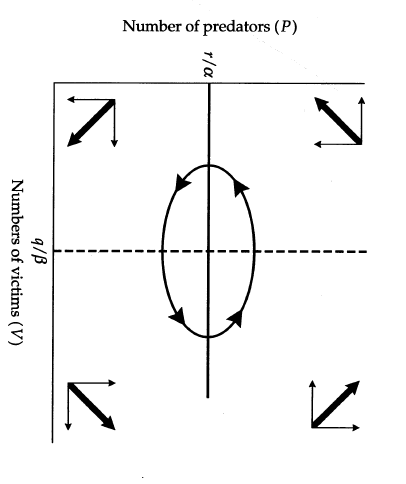 Number of predators (P)
r/α
q/β
Numbers of victims (V)